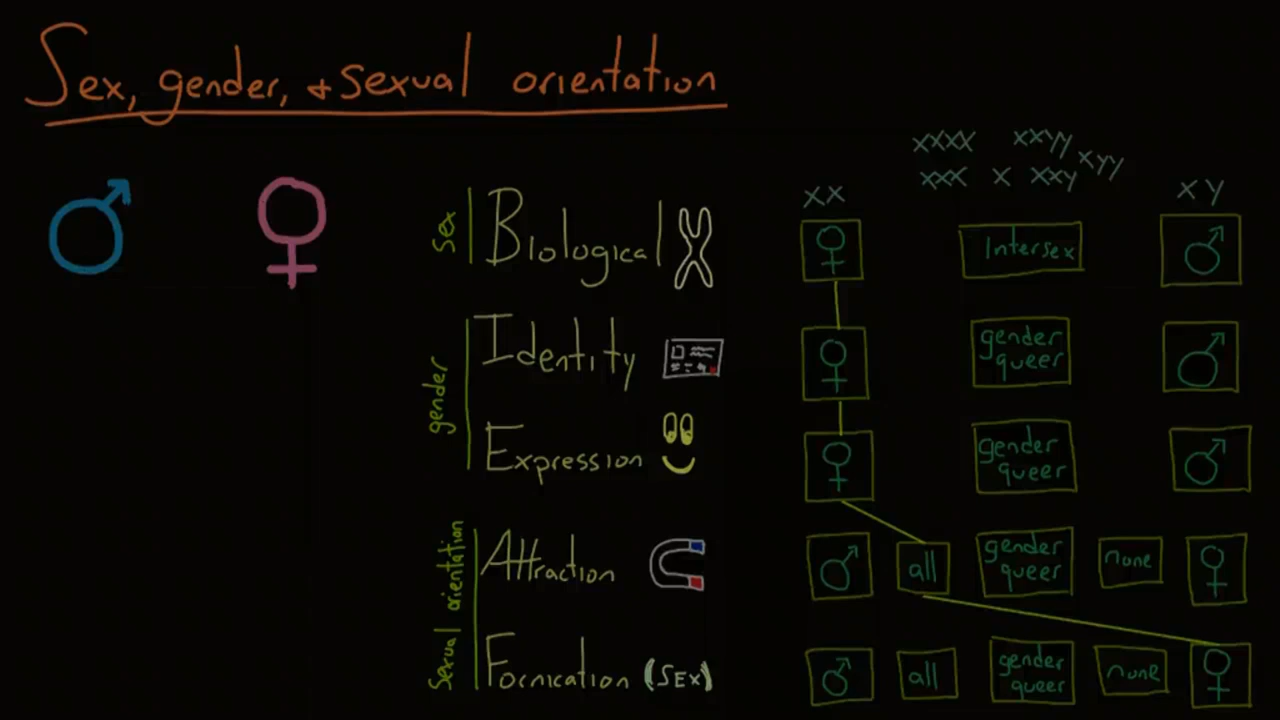 Sex, gender, + sexual orientation
xxxx xxyy xyy
xxx x xxy
xx xy
Sex
Biological
Intersex
gender
Identity
gender
queer
Expression
gender
queer
Sexual orientation
Attraction
all
gender
queer
none
Fornication (SEX)
all
gender
queer
none